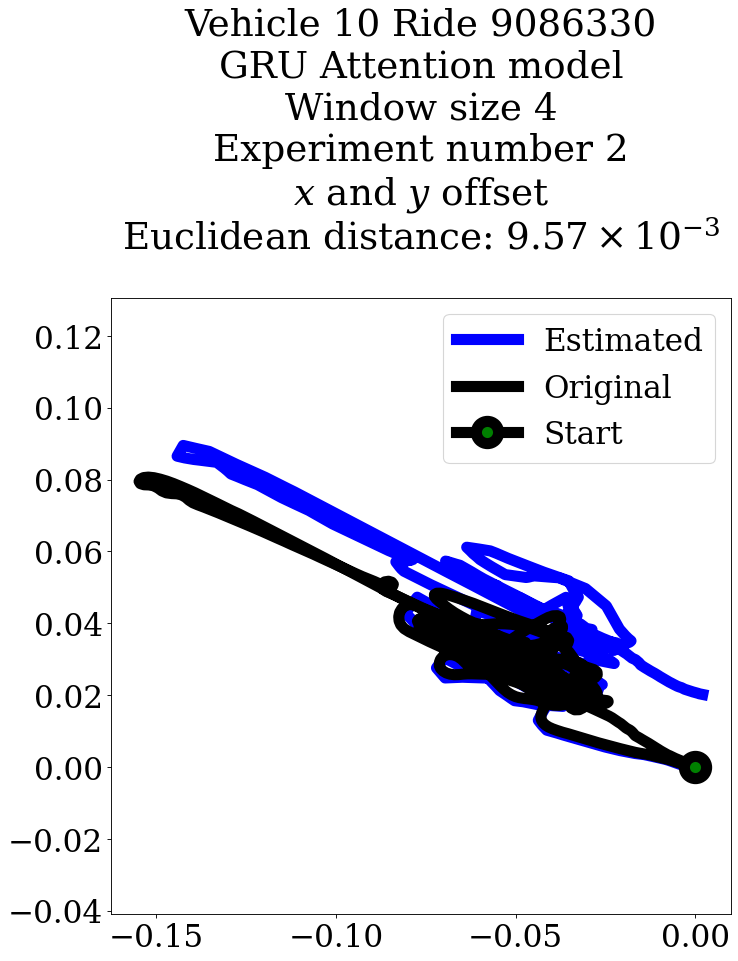 Vehicle 10 Ride 9086330
GRU Attention model
Window size 4
Experiment number 2
x and y offset
Euclidean distance: 9.57 × 10⁻³
Estimated
Original
Start
0.12
0.10
0.08
0.06
0.04
0.02
0.00
−0.02
−0.04
−0.15
−0.10
−0.05
0.00